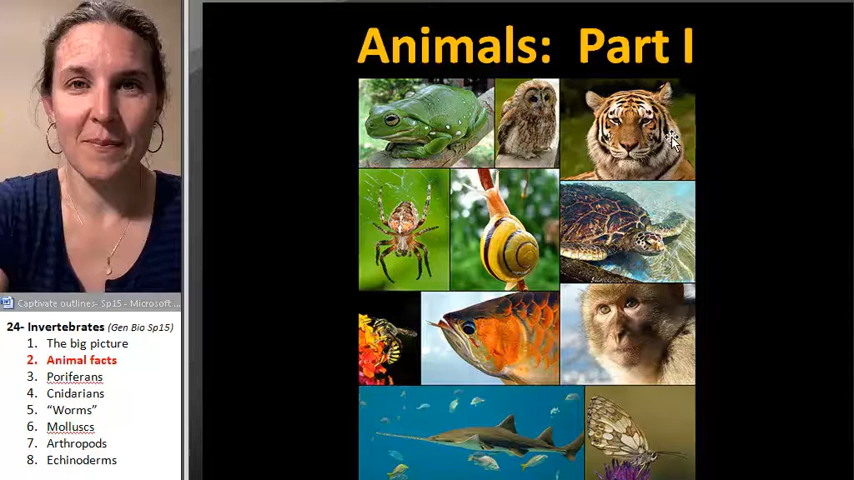 Animals: Part I
Captivate outlines- Sp15 - Microsoft ...
24- Invertebrates (Gen Bio Sp15)
1. The big picture
2. Animal facts
3. Poriferans
4. Cnidarians
5. “Worms”
6. Molluscs
7. Arthropods
8. Echinoderms